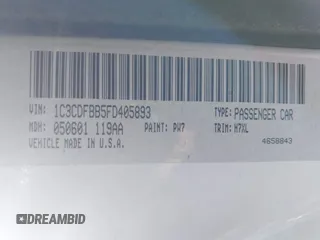 VIN: 1C3CDFBB5FD405893 TYPE: PASSENGER CAR
MDH: 050601 119AA PAINT: PW7 TRIM: H7XL
VEHICLE MADE IN U.S.A. 4658843
DREAMBID